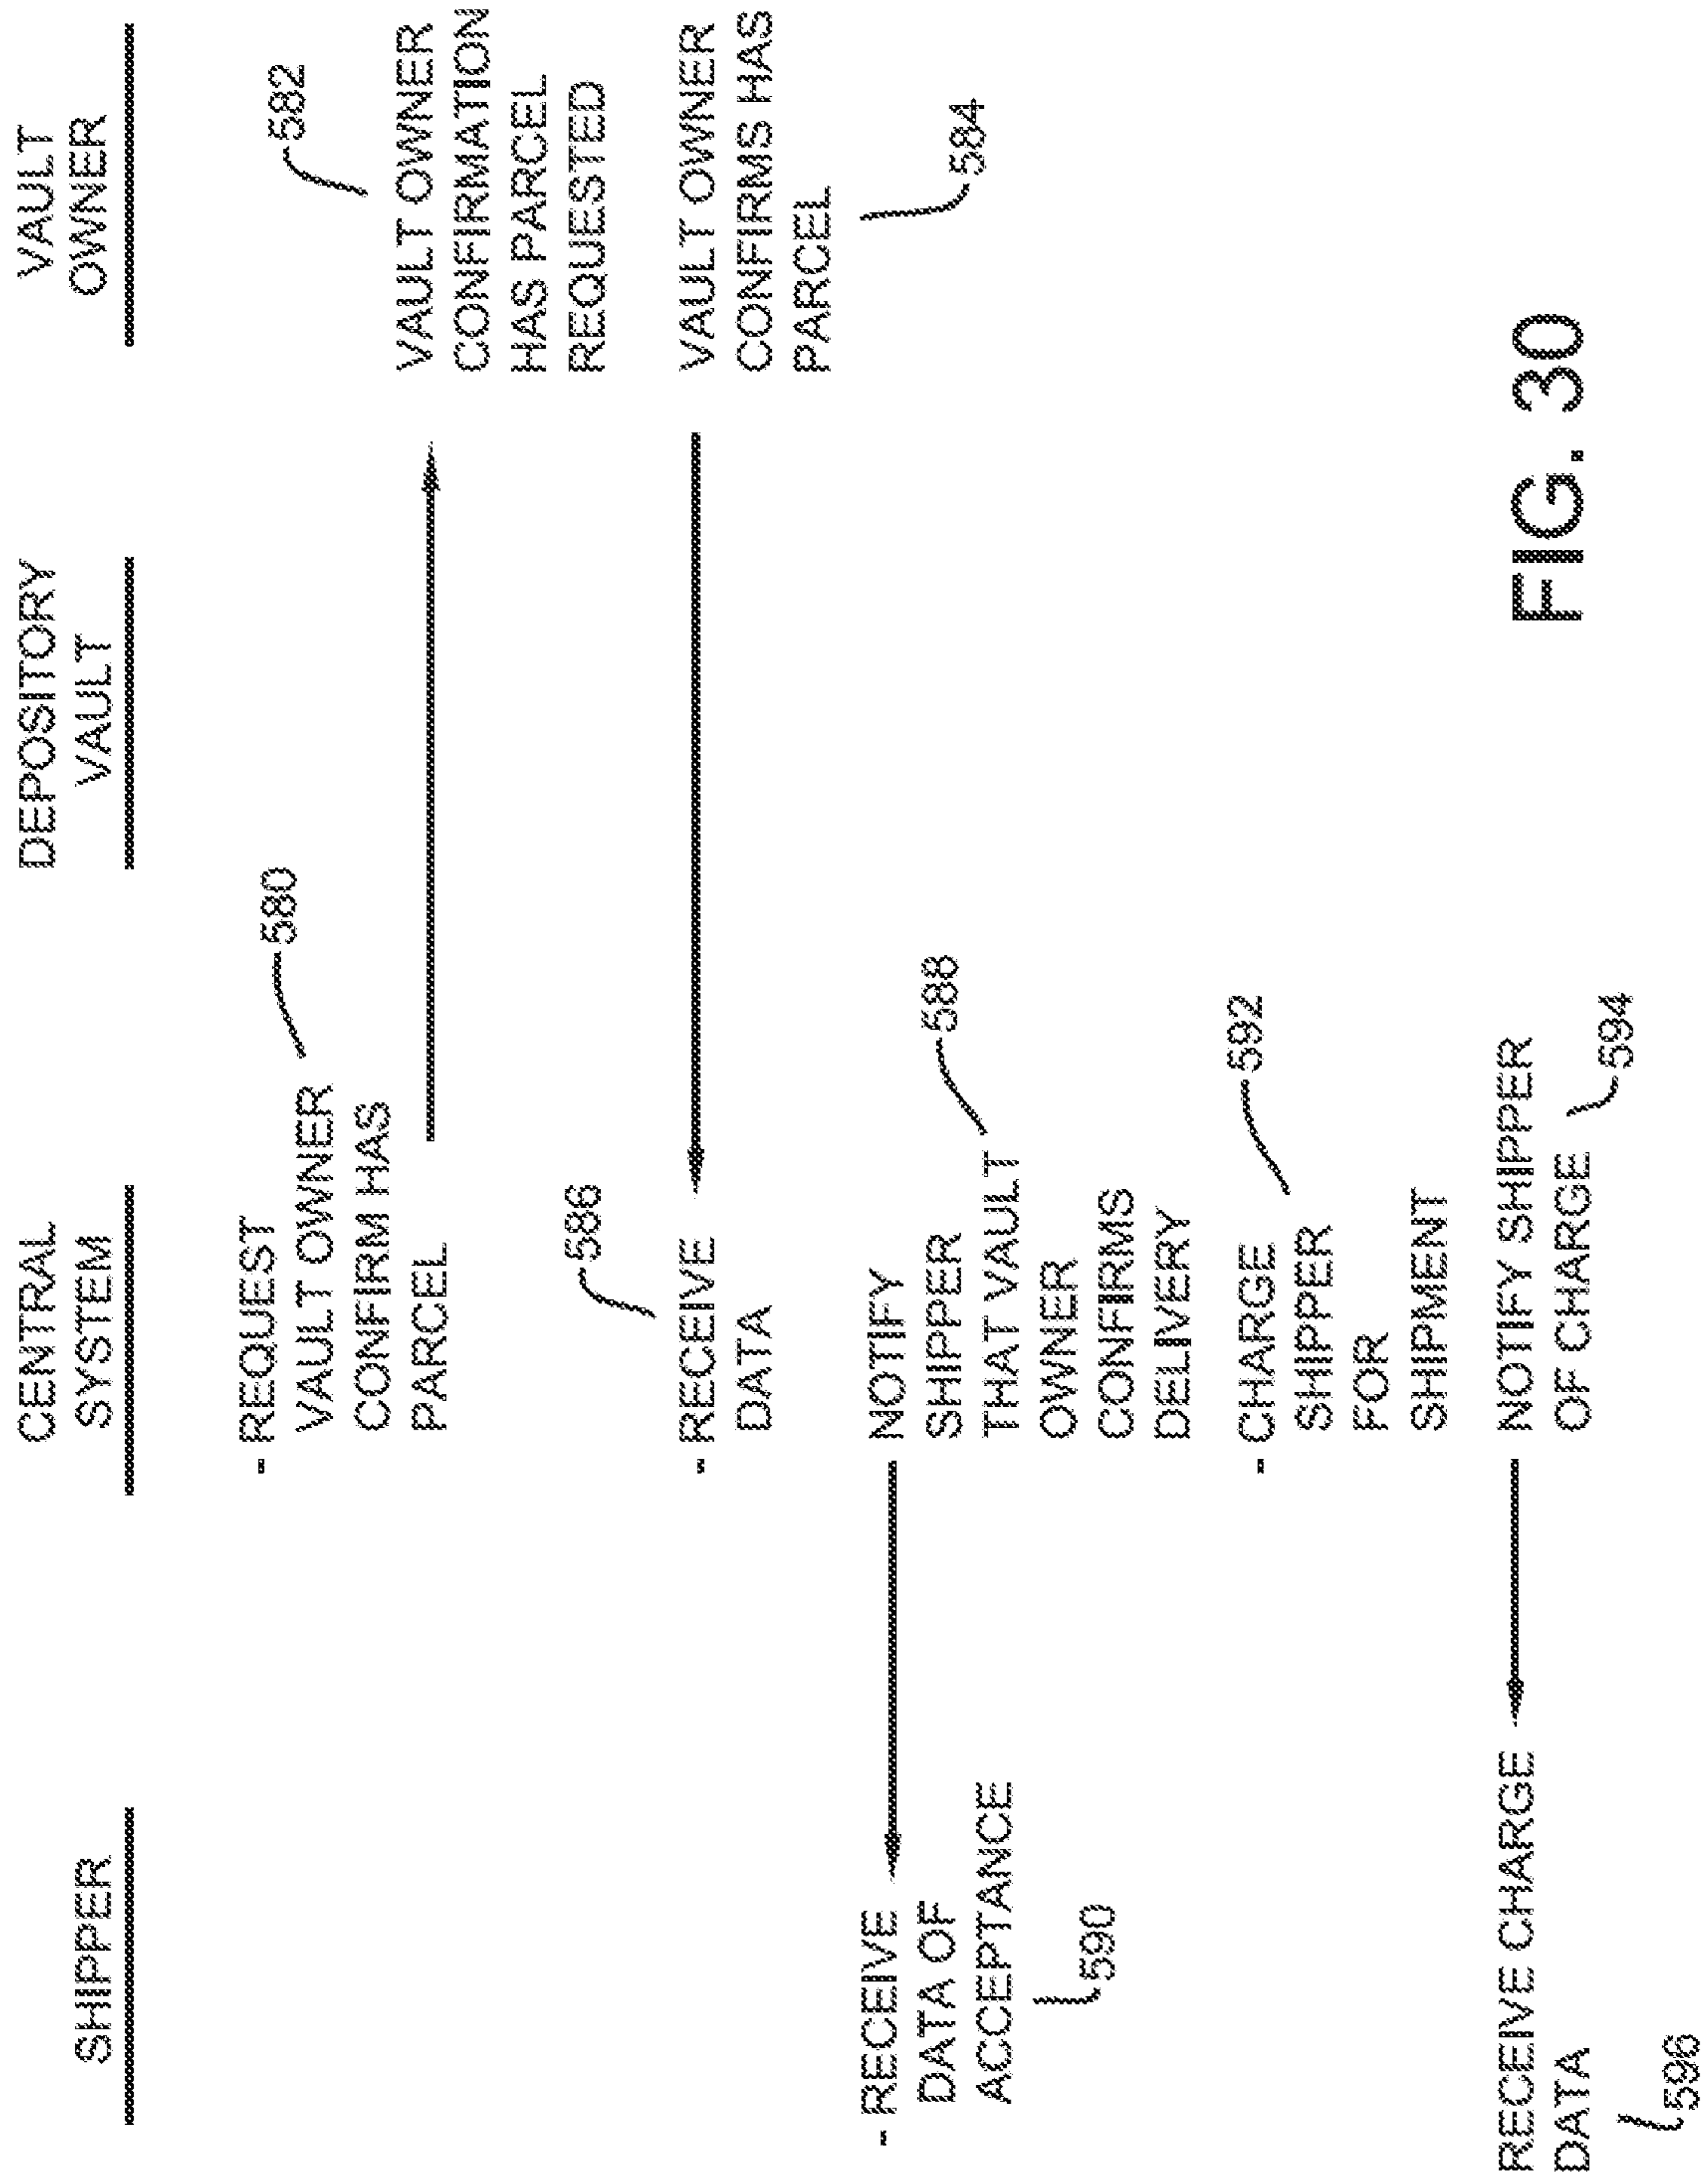 SHIPPER
CENTRAL
SYSTEM
DEPOSITORY
VAULT
VAULT
OWNER
- REQUEST
VAULT OWNER
CONFIRM HAS
PARCEL
580
582
VAULT OWNER
CONFIRMATION
HAS PARCEL
REQUESTED
586
- RECEIVE
DATA
VAULT OWNER
CONFIRMS HAS
PARCEL
584
- RECEIVE
DATA OF
ACCEPTANCE
590
NOTIFY
SHIPPER
THAT VAULT
OWNER
CONFIRMS
DELIVERY
588
- CHARGE
SHIPPER
FOR
SHIPMENT
592
RECEIVE CHARGE
DATA
596
NOTIFY SHIPPER
OF CHARGE
594
FIG. 30